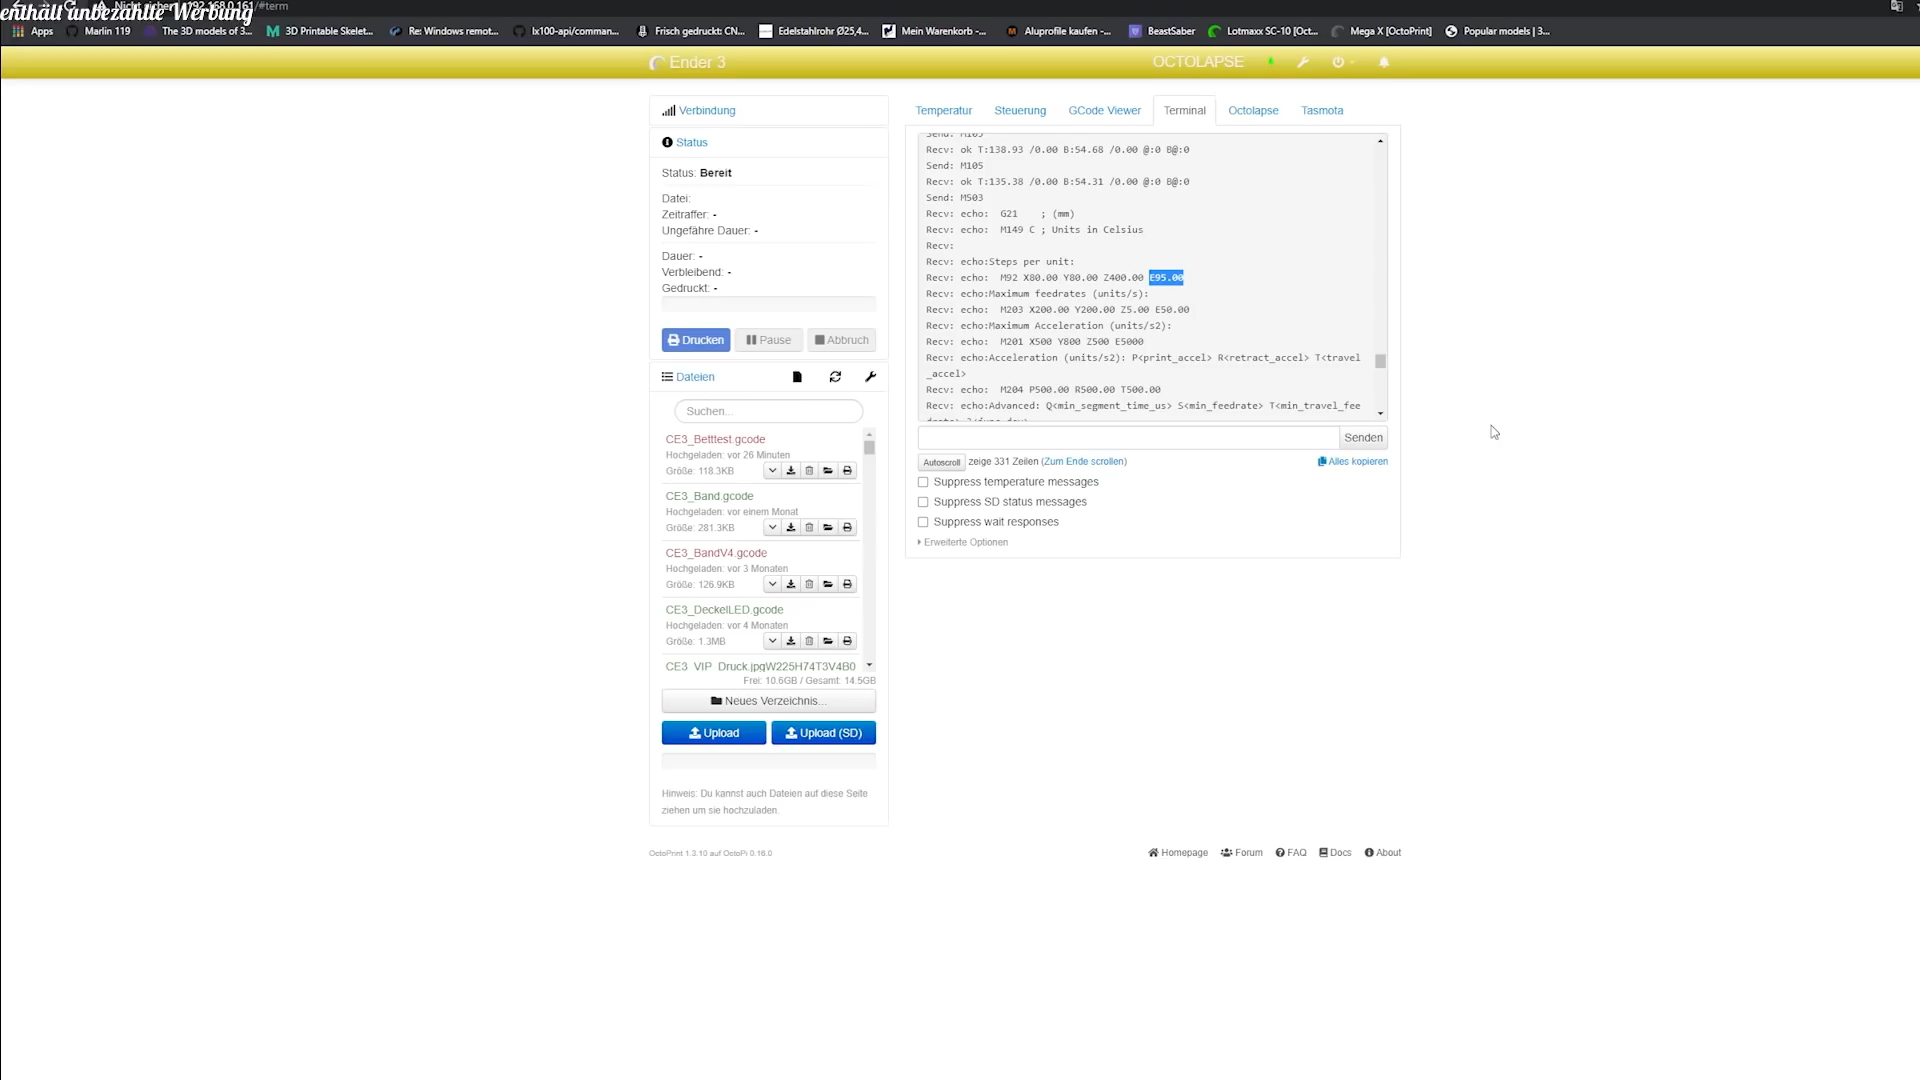 enthält unbezahlte Werbung
Nicht sicher 192.168.0.161/#term
Apps Marlin 119 The 3D models of 3... 3D Printable Skelet... Re: Windows remot... lx100-api/comman... Frisch gedruckt: CN... Edelstahlrohr Ø25,4... Mein Warenkorb -... Aluprofile kaufen -... BeastSaber Lotmaxx SC-10 [Oct... Mega X [OctoPrint] Popular models | 3...
Ender 3 OCTOLAPSE
Verbindung
Status
Status: Bereit
Datei:
Zeitraffer: -
Ungefähre Dauer: -
Dauer: -
Verbleibend: -
Gedruckt: -
Drucken Pause Abbruch
Dateien
Suchen...
CE3_Betttest.gcode
Hochgeladen: vor 26 Minuten
Größe: 118.3KB
CE3_Band.gcode
Hochgeladen: vor einem Monat
Größe: 281.3KB
CE3_BandV4.gcode
Hochgeladen: vor 3 Monaten
Größe: 126.9KB
CE3_DeckelLED.gcode
Hochgeladen: vor 4 Monaten
Größe: 1.3MB
CE3_VIP_Druck.jpgW225H74T3V4B0
Frei: 10.6GB / Gesamt: 14.5GB
Neues Verzeichnis...
Upload Upload (SD)
Hinweis: Du kannst auch Dateien auf diese Seite
ziehen um sie hochzuladen.
Temperatur Steuerung GCode Viewer Terminal Octolapse Tasmota
Send: M105
Recv: ok T:138.93 /0.00 B:54.68 /0.00 @:0 B@:0
Send: M105
Recv: ok T:135.38 /0.00 B:54.31 /0.00 @:0 B@:0
Send: M503
Recv: echo:  G21    ; (mm)
Recv: echo:  M149 C ; Units in Celsius
Recv:
Recv: echo:Steps per unit:
Recv: echo:  M92 X80.00 Y80.00 Z400.00 E95.00
Recv: echo:Maximum feedrates (units/s):
Recv: echo:  M203 X200.00 Y200.00 Z5.00 E50.00
Recv: echo:Maximum Acceleration (units/s2):
Recv: echo:  M201 X500 Y800 Z500 E5000
Recv: echo:Acceleration (units/s2): P<print_accel> R<retract_accel> T<travel
_accel>
Recv: echo:  M204 P500.00 R500.00 T500.00
Recv: echo:Advanced: Q<min_segment_time_us> S<min_feedrate> T<min_travel_fee
Senden
Autoscroll zeige 331 Zeilen (Zum Ende scrollen) Alles kopieren
Suppress temperature messages
Suppress SD status messages
Suppress wait responses
Erweiterte Optionen
OctoPrint 1.3.10 auf OctoPi 0.16.0 Homepage Forum FAQ Docs About